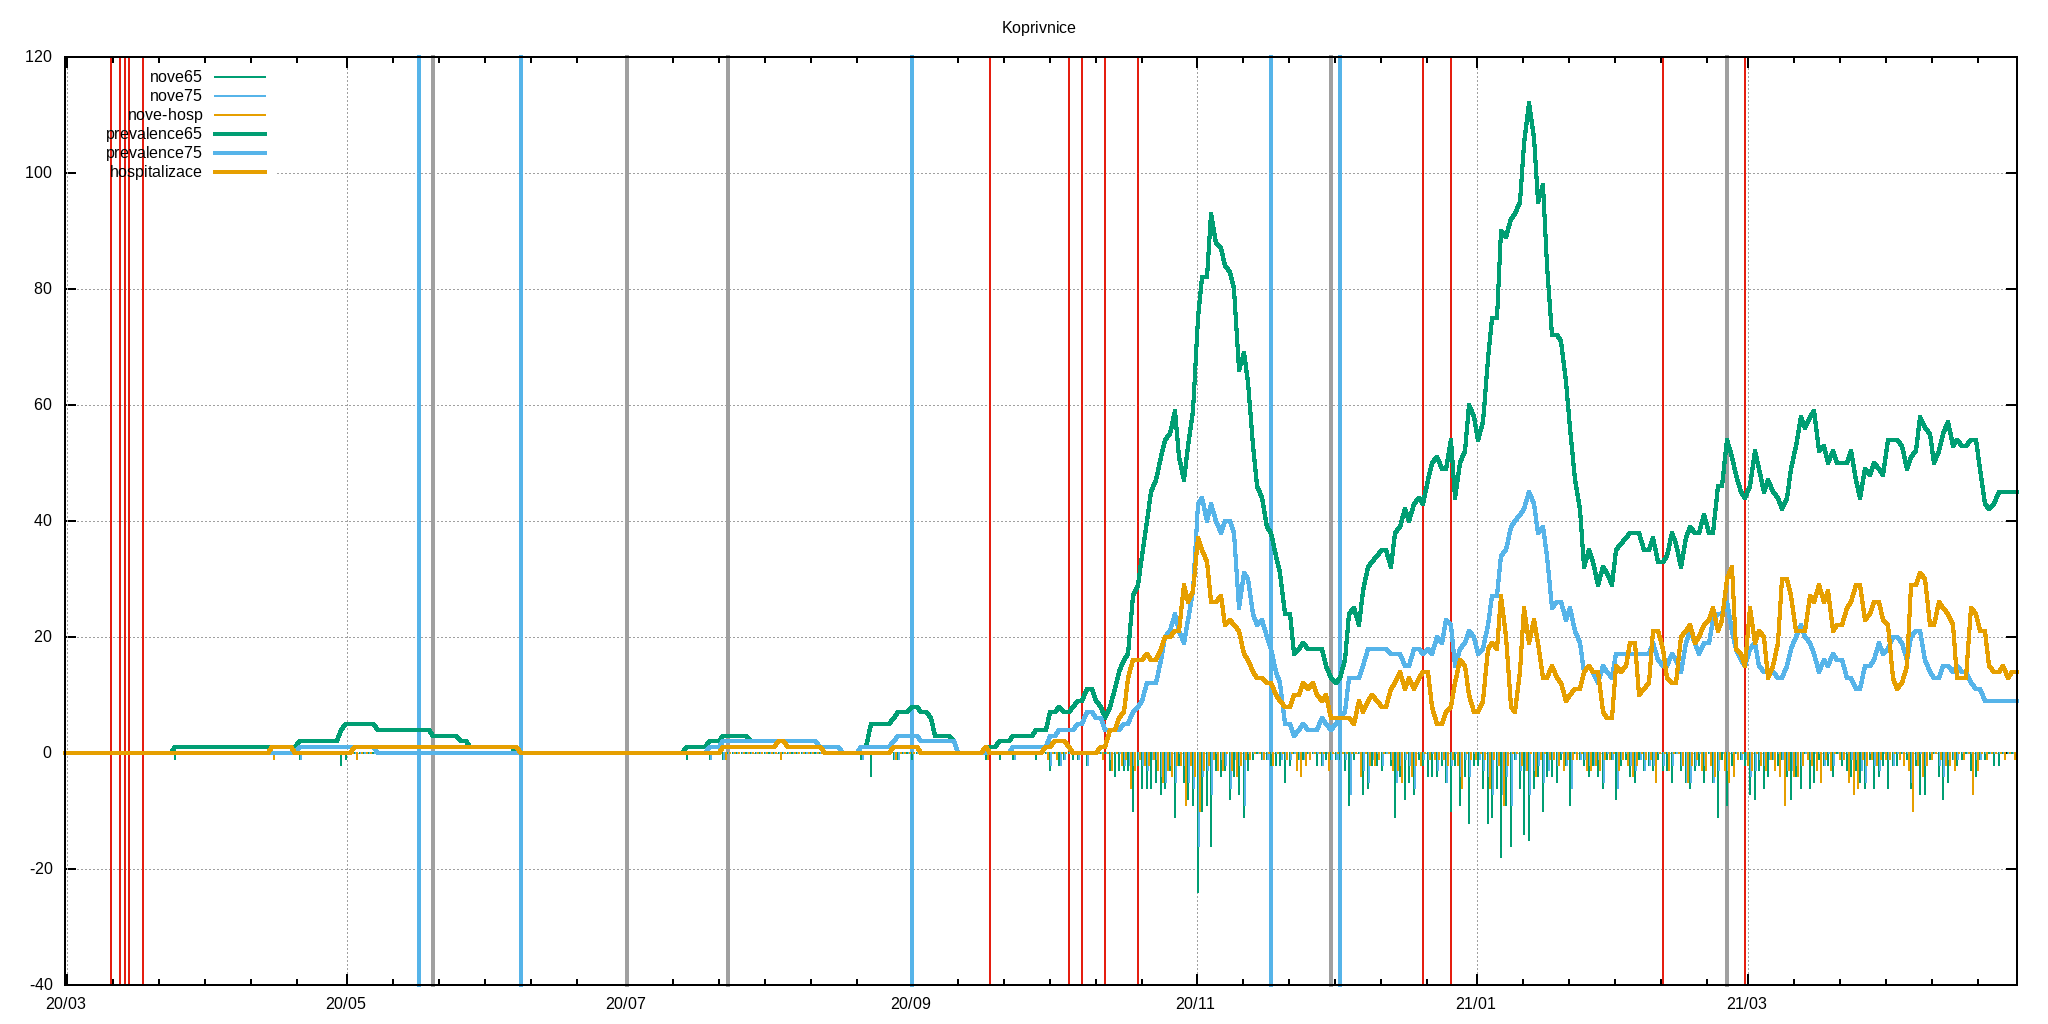 Koprivnice
120
100
80
60
40
20
0
-20
-40
nove65
nove75
nove-hosp
prevalence65
prevalence75
hospitalizace
20/03 20/05 20/07 20/09 20/11 21/01 21/03